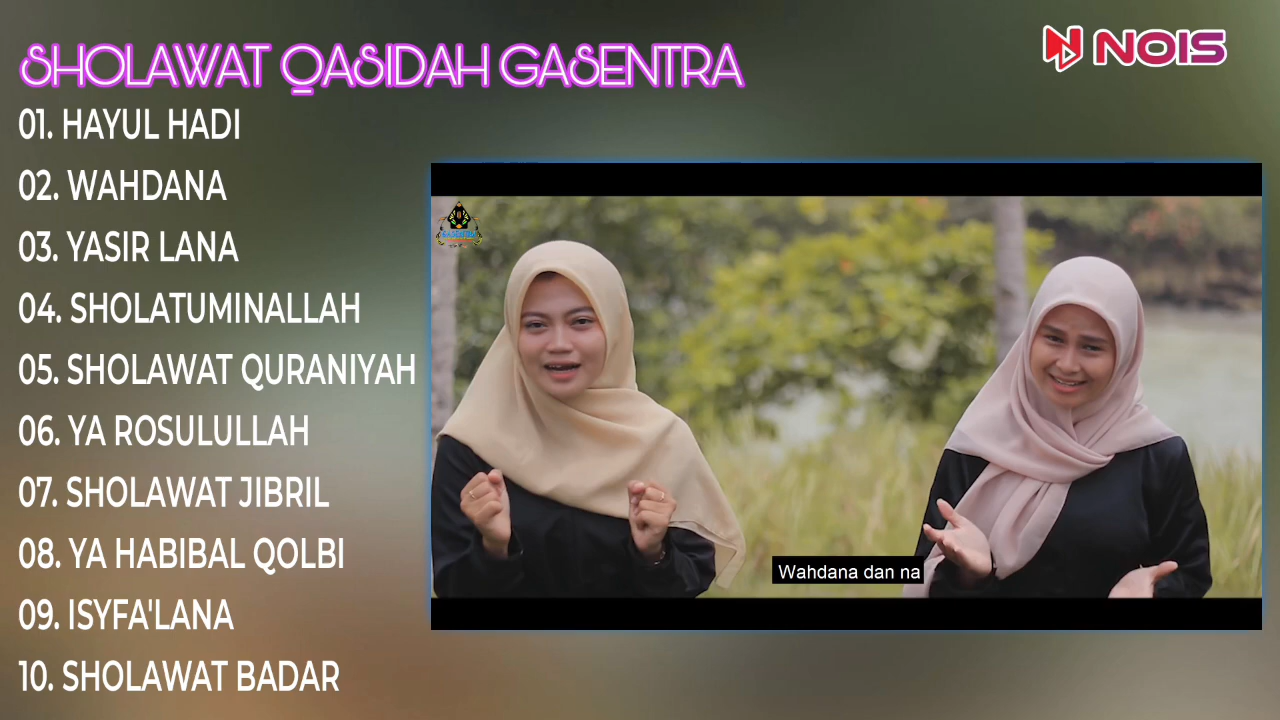 SHOLAWAT QASIDAH GASENTRA
NOIS
01. HAYUL HADI
02. WAHDANA
03. YASIR LANA
04. SHOLATUMINALLAH
05. SHOLAWAT QURANIYAH
06. YA ROSULULLAH
07. SHOLAWAT JIBRIL
08. YA HABIBAL QOLBI
09. ISYFA'LANA
10. SHOLAWAT BADAR
GASENTRA
Wahdana dan na